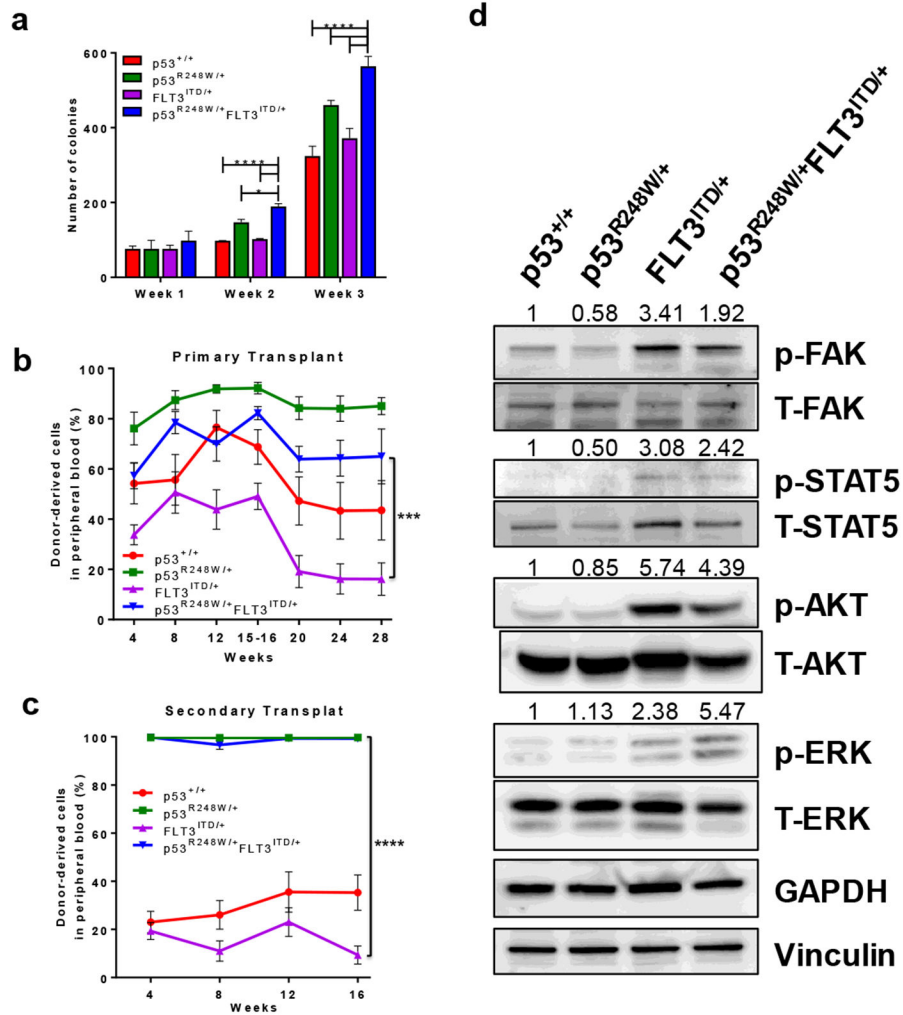 a
****
600
p53+/+
p53R248W/+
FLT3ITD/+
p53R248W/+FLT3ITD/+
400
Number of colonies
****
*
200
0
Week 1 Week 2 Week 3
b
Primary Transplant
100
80
60
40
20
0
Donor-derived cells
in peripheral blood (%)
***
p53+/+
p53R248W/+
FLT3ITD/+
p53R248W/+FLT3ITD/+
4 8 12 15-16 20 24 28
Weeks
c
Secondary Transplat
100
80
60
40
20
0
Donor-derived cells
in peripheral blood (%)
p53+/+
p53R248W/+
FLT3ITD/+
p53R248W/+FLT3ITD/+
****
4 8 12 16
Weeks
d
p53+/+
p53R248W/+
FLT3ITD/+
p53R248W/+FLT3ITD/+
1 0.58 3.41 1.92
p-FAK
T-FAK
1 0.50 3.08 2.42
p-STAT5
T-STAT5
1 0.85 5.74 4.39
p-AKT
T-AKT
1 1.13 2.38 5.47
p-ERK
T-ERK
GAPDH
Vinculin